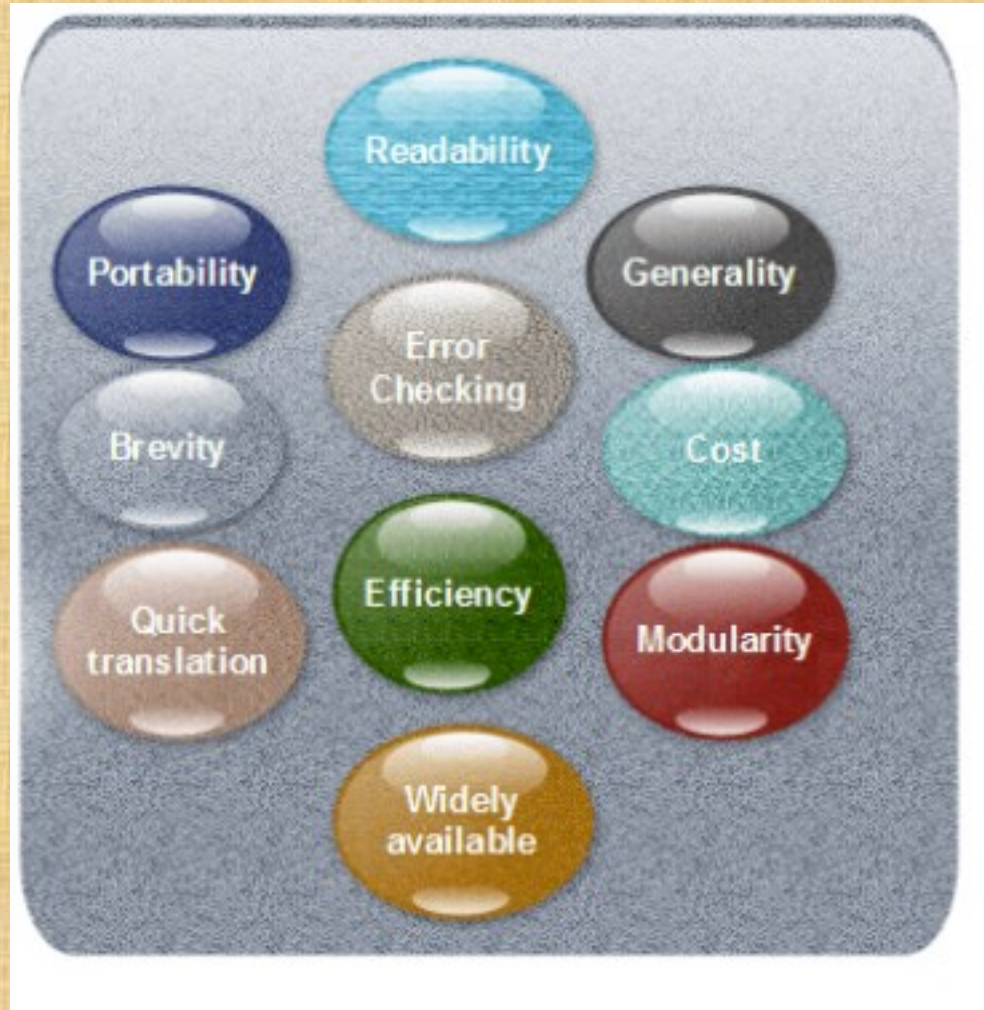 Readability
Portability
Generality
Error
Checking
Brevity
Cost
Efficiency
Quick
translation
Modularity
Widely
available